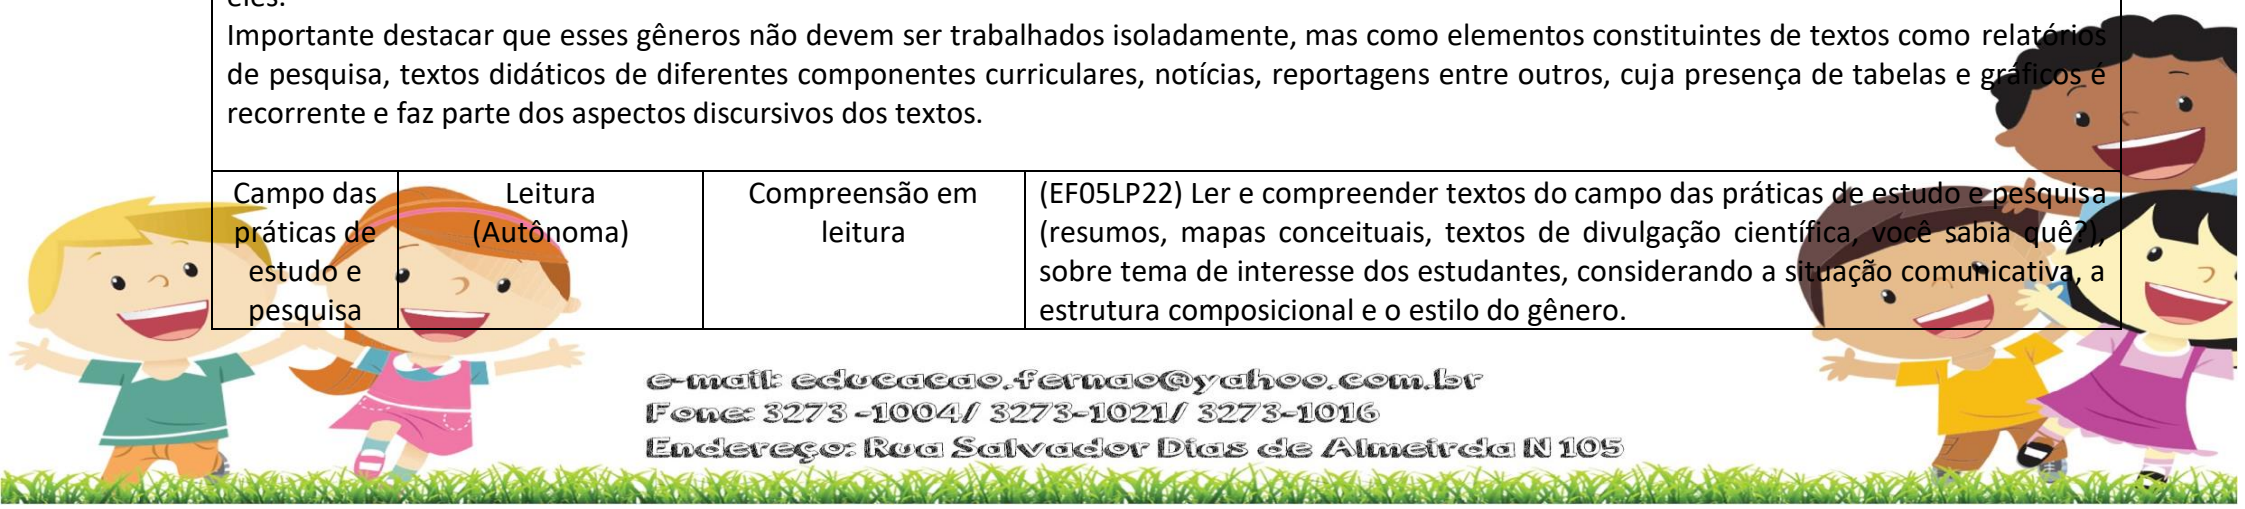 eles.
Importante destacar que esses gêneros não devem ser trabalhados isoladamente, mas como elementos constituintes de textos como relatórios
de pesquisa, textos didáticos de diferentes componentes curriculares, notícias, reportagens entre outros, cuja presença de tabelas e gráficos é
recorrente e faz parte dos aspectos discursivos dos textos.
Campo das
práticas de
estudo e
pesquisa
Leitura
(Autônoma)
Compreensão em
leitura
(EF05LP22) Ler e compreender textos do campo das práticas de estudo e pesquisa
(resumos, mapas conceituais, textos de divulgação científica, você sabia quê?),
sobre tema de interesse dos estudantes, considerando a situação comunicativa, a
estrutura composicional e o estilo do gênero.
e-mail: educacao.fernao@yahoo.com.br
Fone: 3273 -1004/ 3273-1021/ 3273-1016
Endereço: Rua Salvador Dias de Almeirda N 105